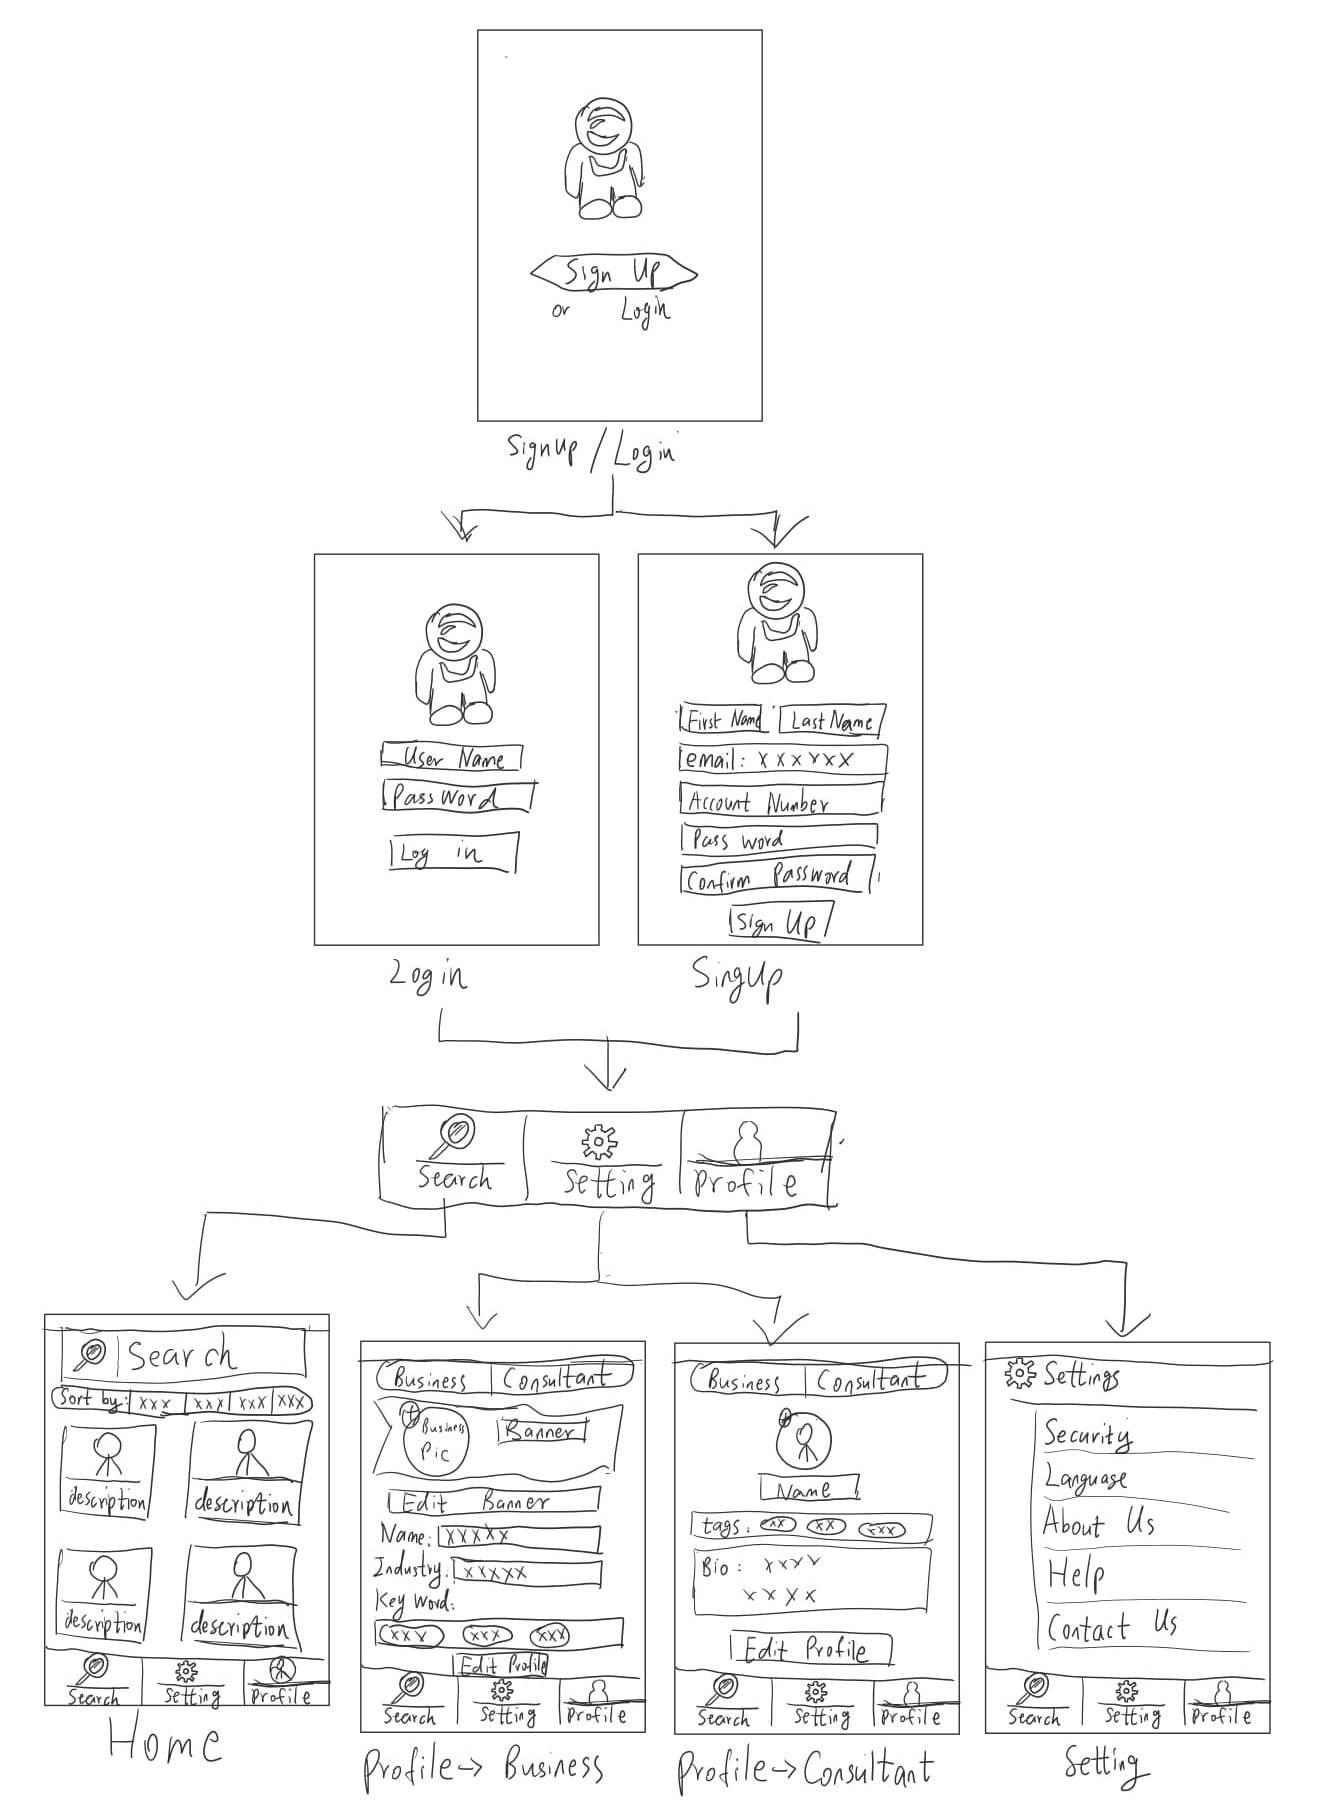 Sign Up
or Login
SignUp / Login
User Name
PassWord
Log in
Login
First Name Last Name
email: x x x x x x
Account Number
Pass word
Confirm Password
Sign Up
SingUp
Search Setting Profile
Search
Sort by: xxx xxx xxx xxx
description description
description description
Search Setting Profile
Home
Business Consultant
Business Pic
Banner
Edit Banner
Name: xxxxx
Industry: xxxxx
Key Word:
xxx xxx xxx
Edit Profile
Search Setting Profile
Profile → Business
Business Consultant
Name
tags: xx xx xxx
Bio: xxxx
xxxx
Edit Profile
Search Setting Profile
Profile → Consultant
Settings
Security
Language
About Us
Help
Contact Us
Search Setting Profile
Setting